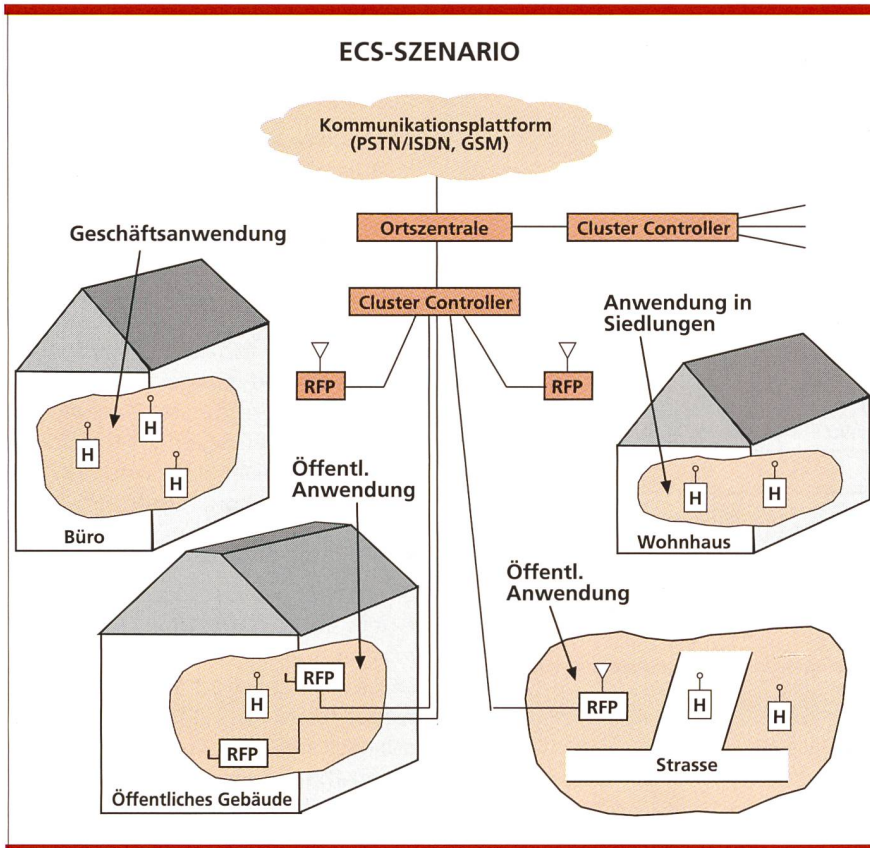 ECS-SZENARIO
Kommunikationsplattform
(PSTN/ISDN, GSM)
Ortszentrale
Cluster Controller
Geschäftsanwendung
Cluster Controller
Anwendung in
Siedlungen
RFP
RFP
H
H
H
Büro
Öffentl.
Anwendung
H
H
Wohnhaus
Öffentl.
Anwendung
RFP
H
RFP
Öffentliches Gebäude
RFP
H
H
Strasse